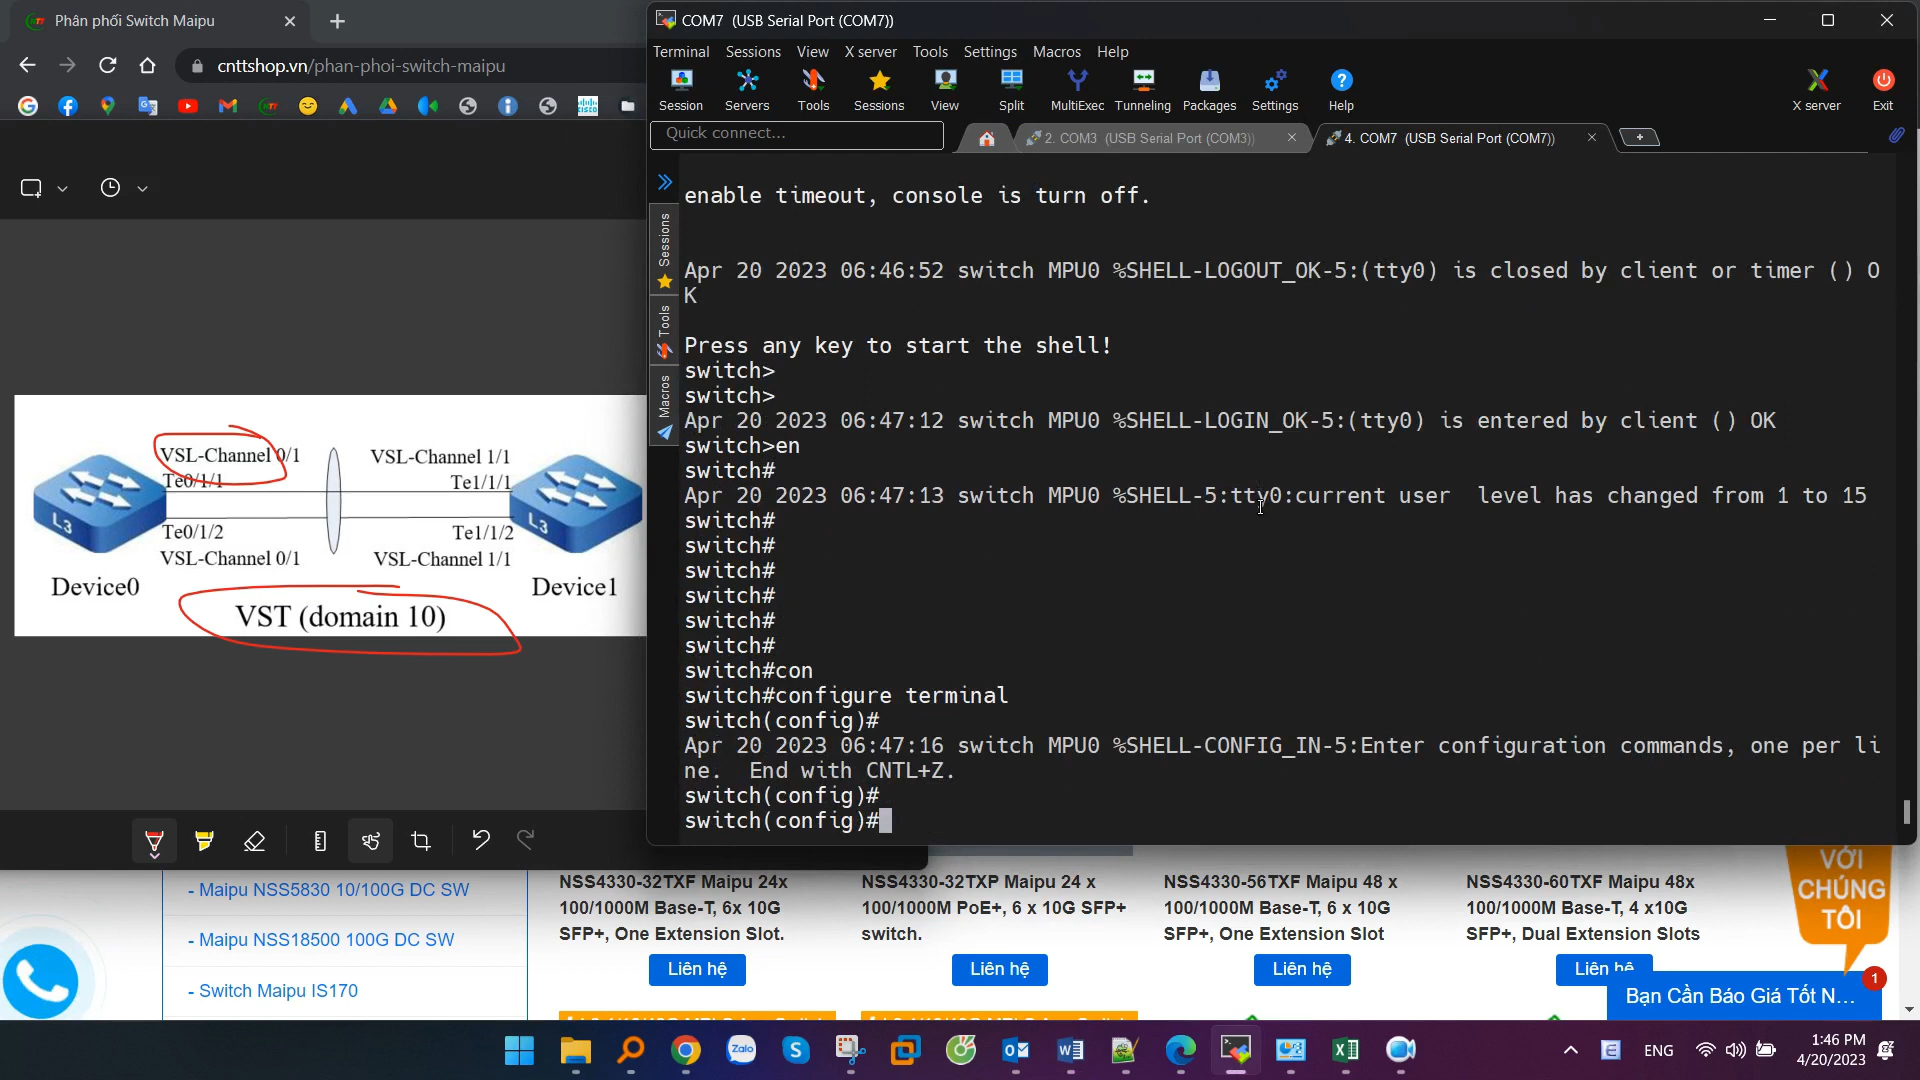 Phân phối Switch Maipu
cnttshop.vn/phan-phoi-switch-maipu
COM7 (USB Serial Port (COM7))
Terminal Sessions View X server Tools Settings Macros Help
Session Servers Tools Sessions View Split MultiExec Tunneling Packages Settings Help X server Exit
Quick connect...
2. COM3 (USB Serial Port (COM3))
4. COM7 (USB Serial Port (COM7))
Sessions
Tools
Macros
enable timeout, console is turn off.
Apr 20 2023 06:46:52 switch MPU0 %SHELL-LOGOUT_OK-5:(tty0) is closed by client or timer () O
K
Press any key to start the shell!
switch>
switch>
Apr 20 2023 06:47:12 switch MPU0 %SHELL-LOGIN_OK-5:(tty0) is entered by client () OK
switch>en
switch#
Apr 20 2023 06:47:13 switch MPU0 %SHELL-5:tty0:current user level has changed from 1 to 15
switch#
switch#
switch#
switch#
switch#
switch#
switch#con
switch#configure terminal
switch(config)#
Apr 20 2023 06:47:16 switch MPU0 %SHELL-CONFIG_IN-5:Enter configuration commands, one per li
ne. End with CNTL+Z.
switch(config)#
switch(config)#
VSL-Channel 0/1
Te0/1/1
VSL-Channel 1/1
Te1/1/1
L3
L3
Te0/1/2
VSL-Channel 0/1
Te1/1/2
VSL-Channel 1/1
Device0
Device1
VST (domain 10)
- Maipu NSS5830 10/100G DC SW
- Maipu NSS18500 100G DC SW
- Switch Maipu IS170
NSS4330-32TXF Maipu 24x
100/1000M Base-T, 6x 10G
SFP+, One Extension Slot.
Liên hệ
NSS4330-32TXP Maipu 24 x
100/1000M PoE+, 6 x 10G SFP+
switch.
Liên hệ
NSS4330-56TXF Maipu 48 x
100/1000M Base-T, 6 x 10G
SFP+, One Extension Slot
Liên hệ
NSS4330-60TXF Maipu 48x
100/1000M Base-T, 4 x10G
SFP+, Dual Extension Slots
Liên hệ
VỚI
CHÚNG
TÔI
1
Bạn Cần Báo Giá Tốt N...
Zalo
ENG
1:46 PM
4/20/2023